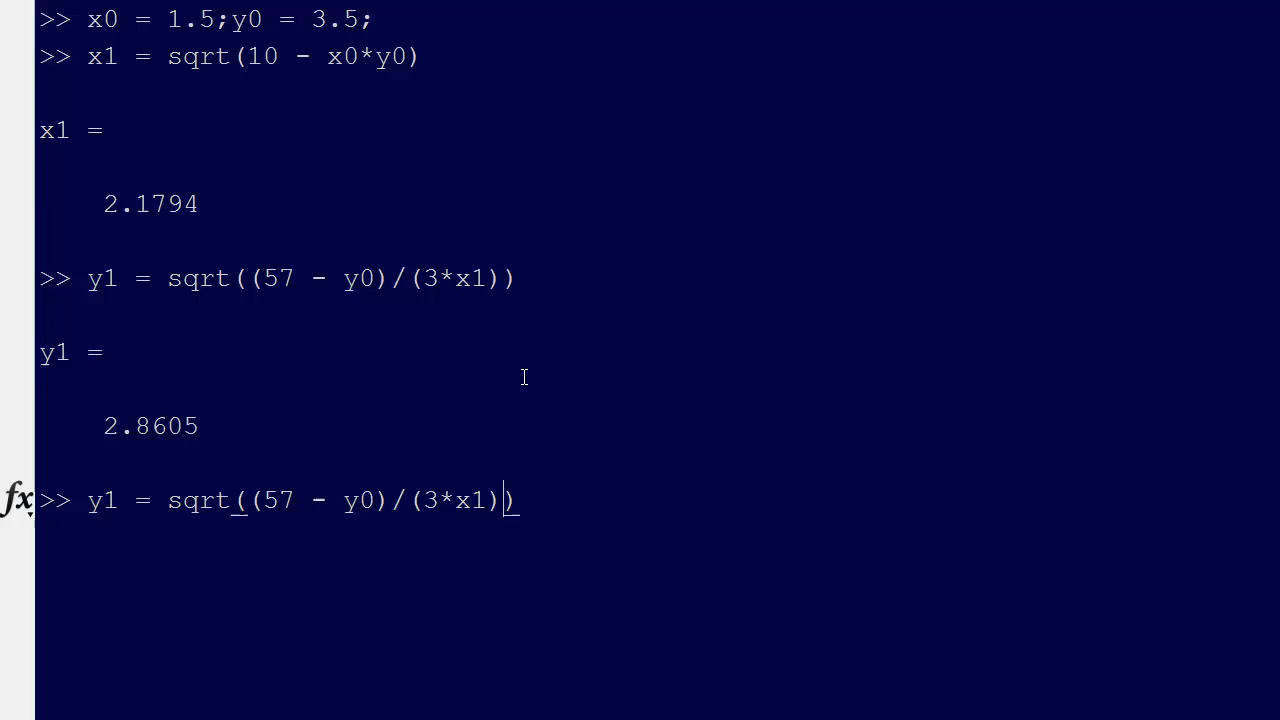 >> x0 = 1.5;y0 = 3.5;
>> x1 = sqrt(10 - x0*y0)
x1 =
2.1794
>> y1 = sqrt((57 - y0)/(3*x1))
y1 =
2.8605
fx >> y1 = sqrt((57 - y0)/(3*x1))